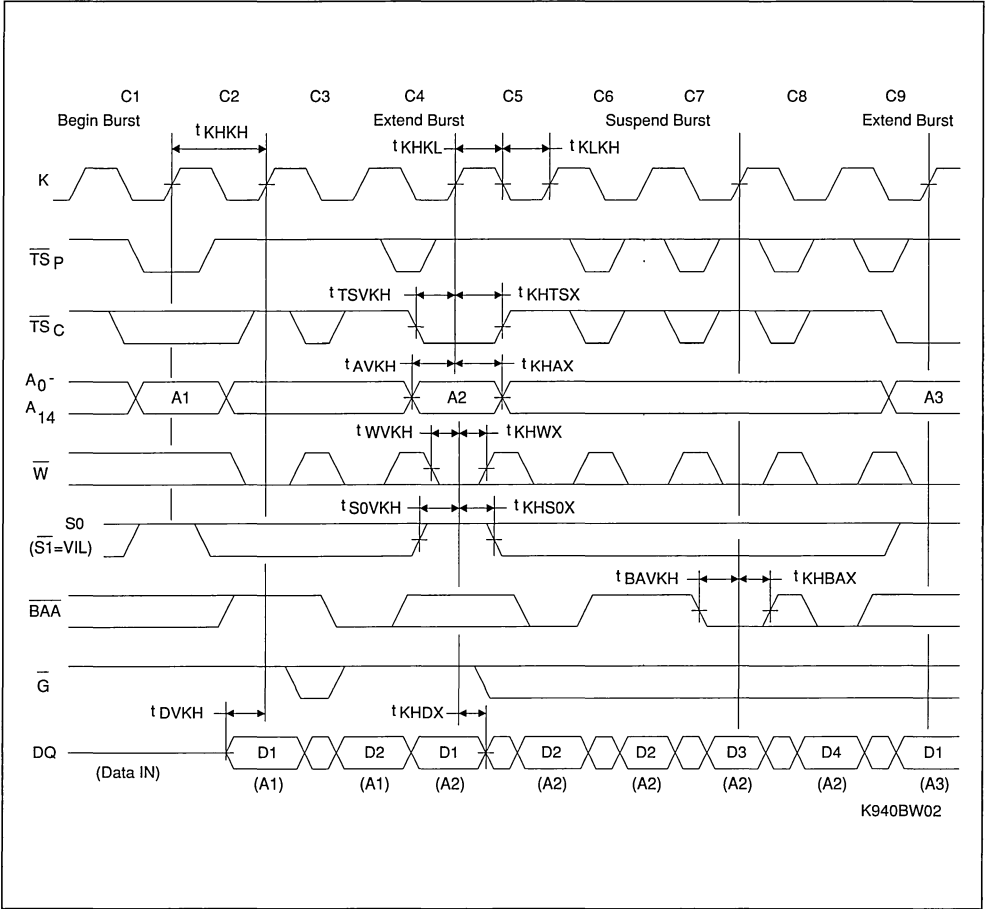 C1 C2 C3 C4 C5 C6 C7 C8 C9
Begin Burst Extend Burst Suspend Burst Extend Burst
t KHKH t KHKL t KLKH
K
TS P
t TSVKH t KHTSX
TS C
t AVKH t KHAX
A0-
A14
A1 A2 A3
t WVKH t KHWX
W
t S0VKH t KHS0X
S0
(S1=VIL)
t BAVKH t KHBAX
BAA
G
t DVKH t KHDX
DQ D1 D2 D1 D2 D2 D3 D4 D1
(Data IN) (A1) (A1) (A2) (A2) (A2) (A2) (A2) (A3)
K940BW02